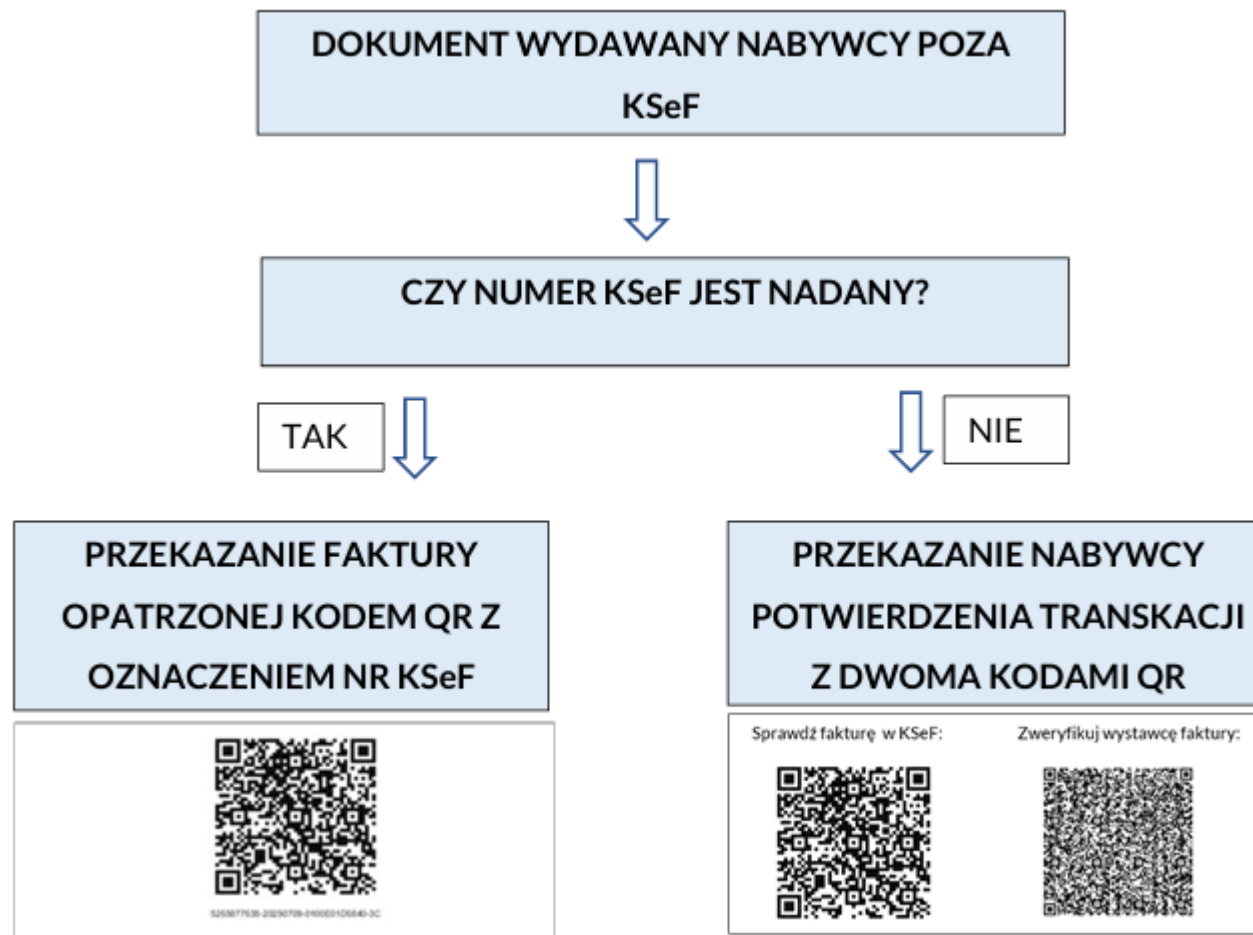 DOKUMENT WYDAWANY NABYWCY POZA
KSeF
CZY NUMER KSeF JEST NADANY?
TAK
NIE
PRZEKAZANIE FAKTURY
OPATRZONEJ KODEM QR Z
OZNACZENIEM NR KSeF
PRZEKAZANIE NABYWCY
POTWIERDZENIA TRANSKACJI
Z DWOMA KODAMI QR
Sprawdź fakturę w KSeF:
Zweryfikuj wystawcę faktury: